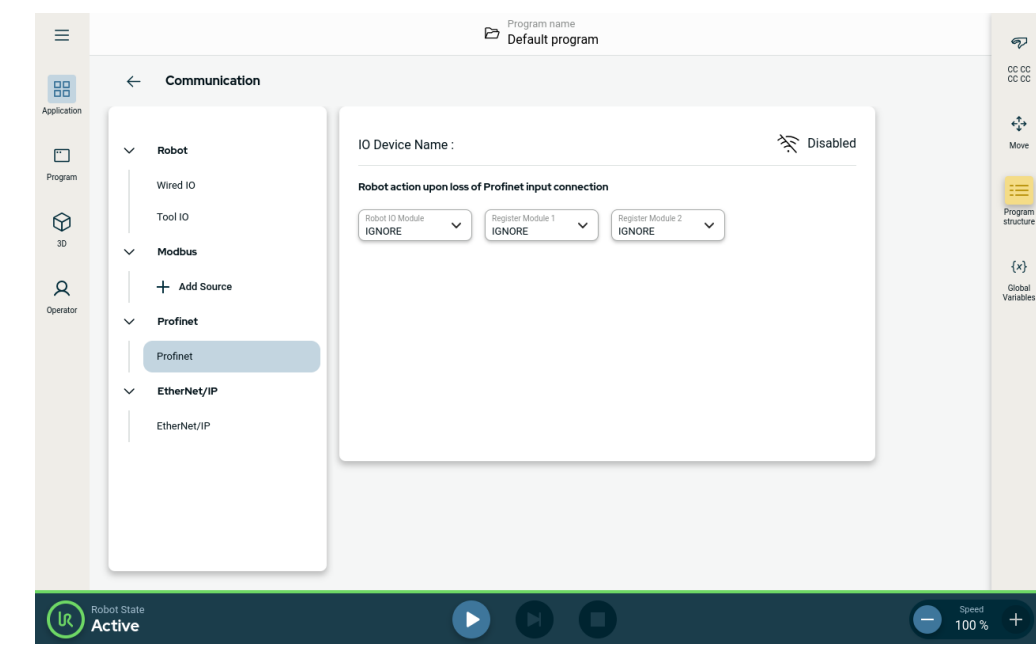 Program name
Default program
Application
Program
3D
Operator
Communication
Robot
Wired IO
Tool IO
Modbus
Add Source
Profinet
Profinet
EtherNet/IP
EtherNet/IP
IO Device Name :
Disabled
Robot action upon loss of Profinet input connection
Robot IO Module
IGNORE
Register Module 1
IGNORE
Register Module 2
IGNORE
CC CC
CC CC
Move
Program
structure
{x}
Global
Variables
UR
Robot State
Active
Speed
100 %